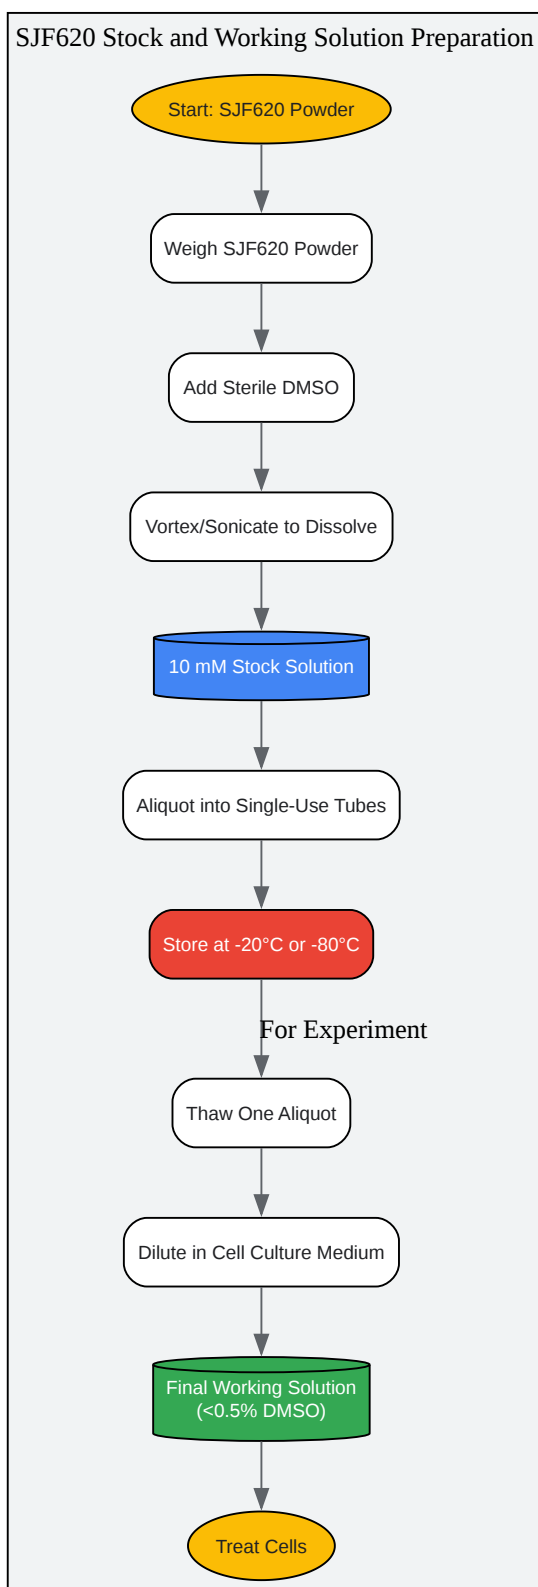 SJF620 Stock and Working Solution Preparation
Start: SJF620 Powder
Weigh SJF620 Powder
Add Sterile DMSO
Vortex/Sonicate to Dissolve
10 mM Stock Solution
Aliquot into Single-Use Tubes
Store at -20°C or -80°C
For Experiment
Thaw One Aliquot
Dilute in Cell Culture Medium
Final Working Solution
(<0.5% DMSO)
Treat Cells